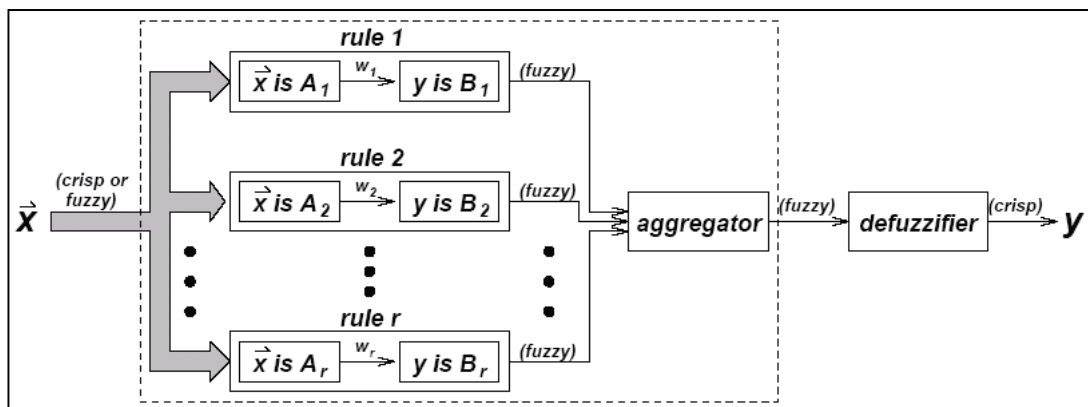 rule 1
x is A1
w1
y is B1
(fuzzy)
rule 2
(crisp or
fuzzy)
x
x is A2
w2
y is B2
(fuzzy)
aggregator
(fuzzy)
defuzzifier
(crisp)
y
rule r
x is Ar
wr
y is Br
(fuzzy)